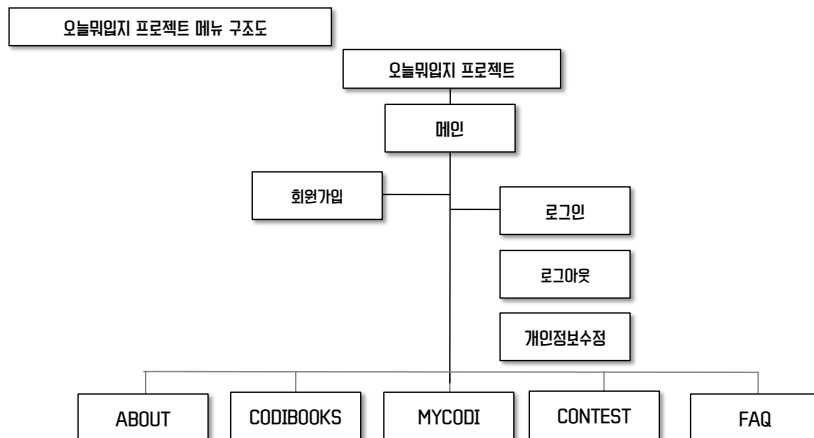 오늘뭐입지 프로젝트 메뉴 구조도
오늘뭐입지 프로젝트
메인
회원가입
로그인
로그아웃
개인정보수정
ABOUT
CODIBOOKS
MYCODI
CONTEST
FAQ